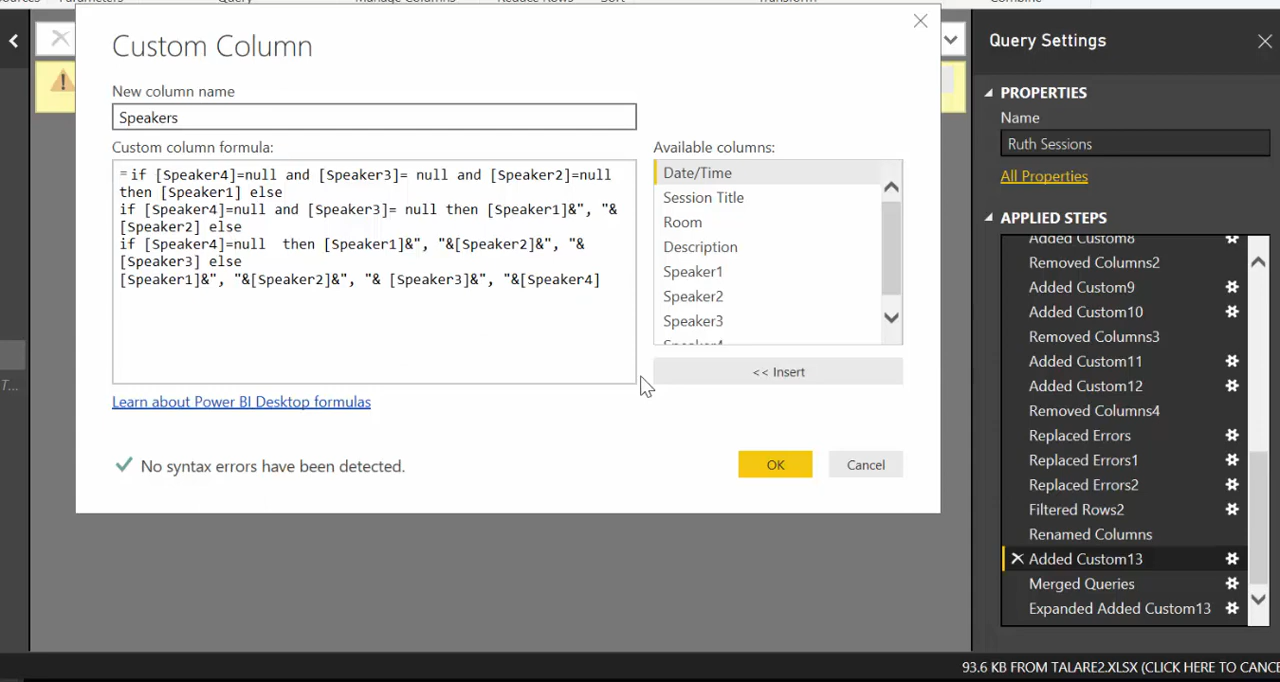 Custom Column
New column name
Speakers
Custom column formula:
=if [Speaker4]=null and [Speaker3]= null and [Speaker2]=null
then [Speaker1] else
if [Speaker4]=null and [Speaker3]= null then [Speaker1]&", "&
[Speaker2] else
if [Speaker4]=null  then [Speaker1]&", "&[Speaker2]&", "&
[Speaker3] else
[Speaker1]&", "&[Speaker2]&", "& [Speaker3]&", "&[Speaker4]
Available columns:
Date/Time
Session Title
Room
Description
Speaker1
Speaker2
Speaker3
Speaker4
<< Insert
Learn about Power BI Desktop formulas
No syntax errors have been detected.
OK
Cancel
T...
Query Settings
PROPERTIES
Name
Ruth Sessions
All Properties
APPLIED STEPS
Added Custom8
Removed Columns2
Added Custom9
Added Custom10
Removed Columns3
Added Custom11
Added Custom12
Removed Columns4
Replaced Errors
Replaced Errors1
Replaced Errors2
Filtered Rows2
Renamed Columns
Added Custom13
Merged Queries
Expanded Added Custom13
93.6 KB FROM TALARE2.XLSX (CLICK HERE TO CANCE